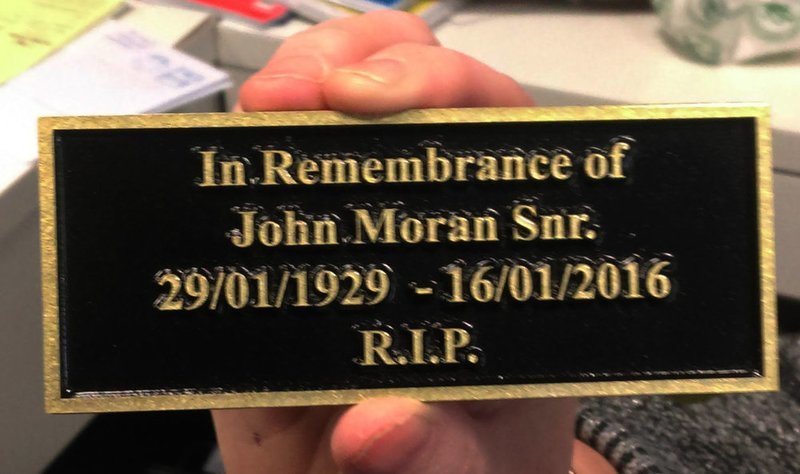 In Remembrance of
John Moran Snr.
29/01/1929 - 16/01/2016
R.I.P.